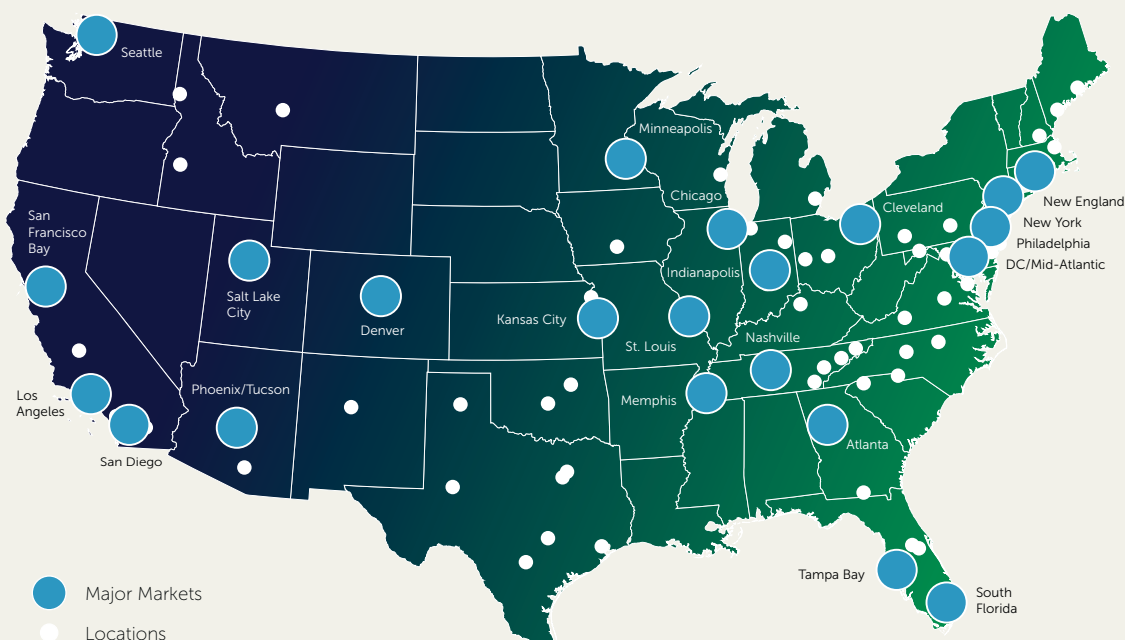 Seattle
Minneapolis
Chicago
Cleveland
San
Francisco
Bay
New England
New York
Philadelphia
DC/Mid-Atlantic
Indianapolis
Salt Lake
City
Denver
Kansas City
St. Louis
Nashville
Los
Angeles
Phoenix/Tucson
Memphis
Atlanta
San Diego
Tampa Bay
South
Florida
Major Markets
Locations